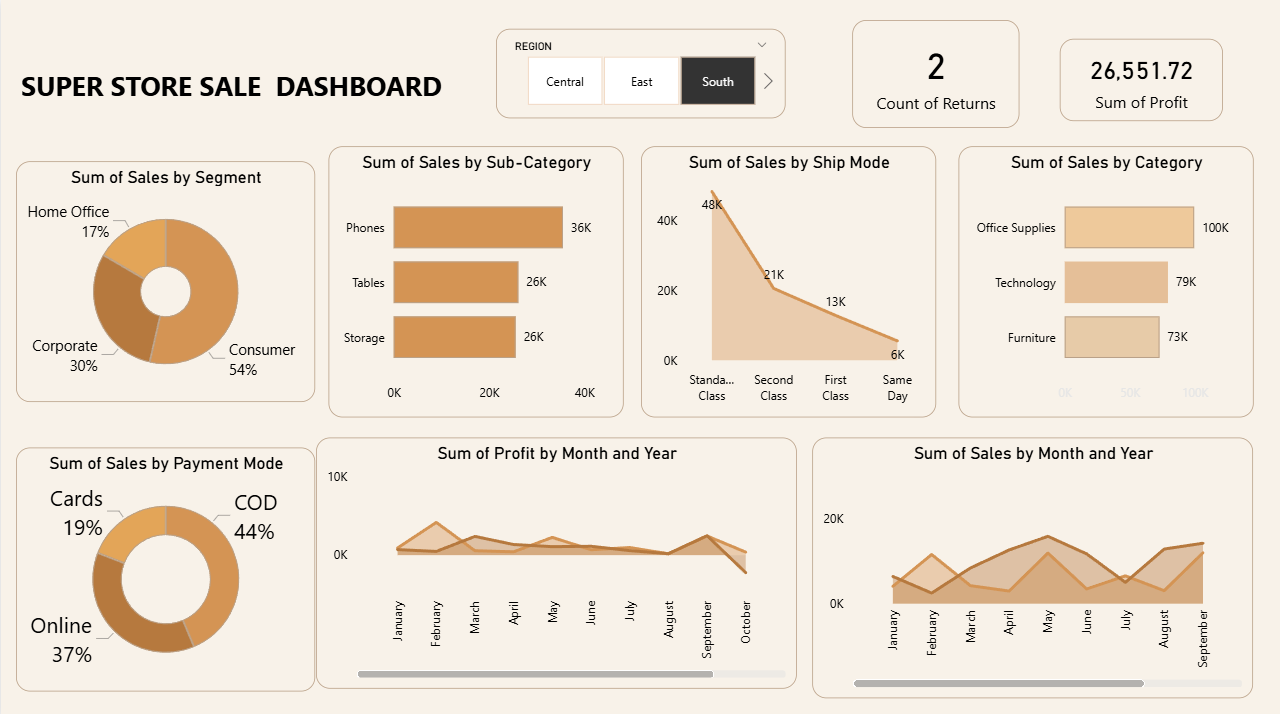 SUPER STORE SALE  DASHBOARD
REGION
Central
East
South
2
Count of Returns
26,551.72
Sum of Profit
Sum of Sales by Segment
Home Office
17%
Corporate
30%
Consumer
54%
Sum of Sales by Sub-Category
Phones
36K
Tables
26K
Storage
26K
0K
20K
40K
Sum of Sales by Ship Mode
40K
20K
0K
48K
21K
13K
6K
Standa...
Class
Second
Class
First
Class
Same
Day
Sum of Sales by Category
Office Supplies
100K
Technology
79K
Furniture
73K
0K
50K
100K
Sum of Sales by Payment Mode
Cards
19%
COD
44%
Online
37%
Sum of Profit by Month and Year
10K
0K
January
February
March
April
May
June
July
August
September
October
Sum of Sales by Month and Year
20K
0K
January
February
March
April
May
June
July
August
September